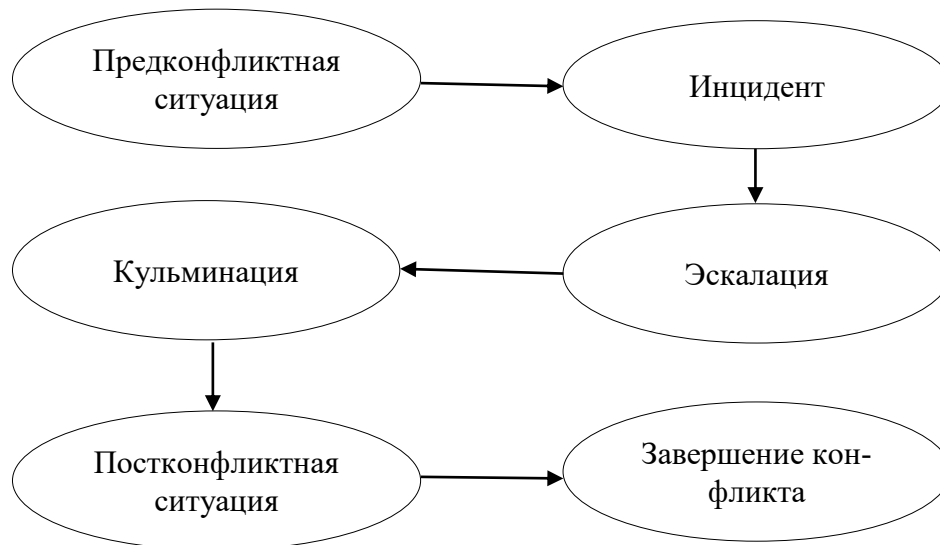 Предконфликтная
ситуация
Инцидент
Эскалация
Кульминация
Постконфликтная
ситуация
Завершение кон-
фликта